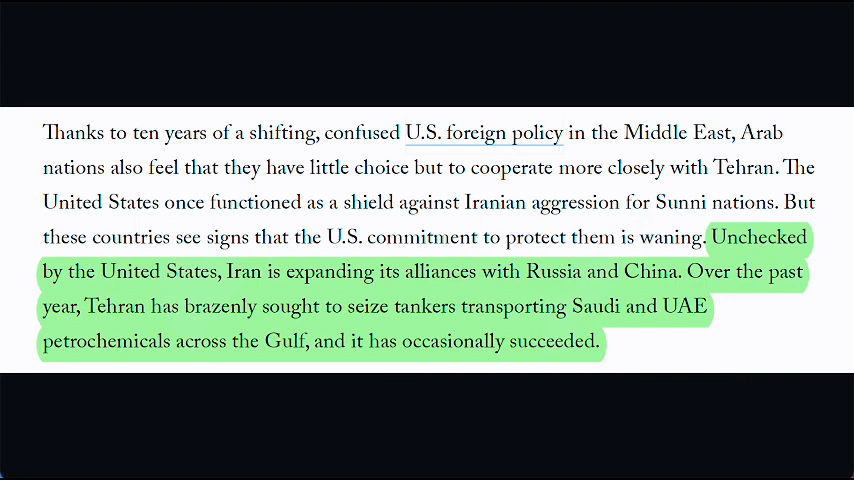 Thanks to ten years of a shifting, confused U.S. foreign policy in the Middle East, Arab
nations also feel that they have little choice but to cooperate more closely with Tehran. The
United States once functioned as a shield against Iranian aggression for Sunni nations. But
these countries see signs that the U.S. commitment to protect them is waning. Unchecked
by the United States, Iran is expanding its alliances with Russia and China. Over the past
year, Tehran has brazenly sought to seize tankers transporting Saudi and UAE
petrochemicals across the Gulf, and it has occasionally succeeded.